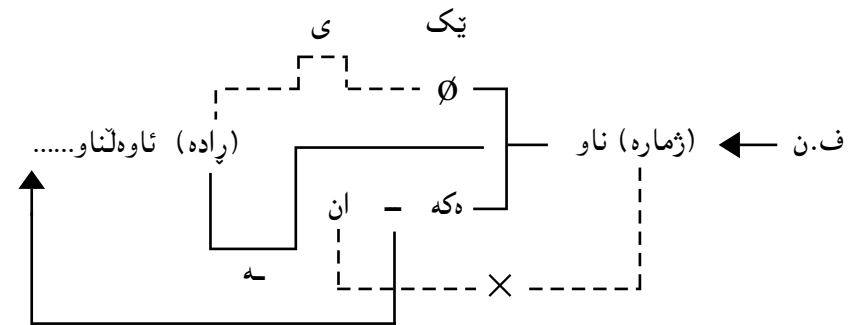 ێک ی
Ø
ف.ن (ژمارە) ناو (ڕادە) ئاوەڵناو......
ەکە – ان
ـە
×